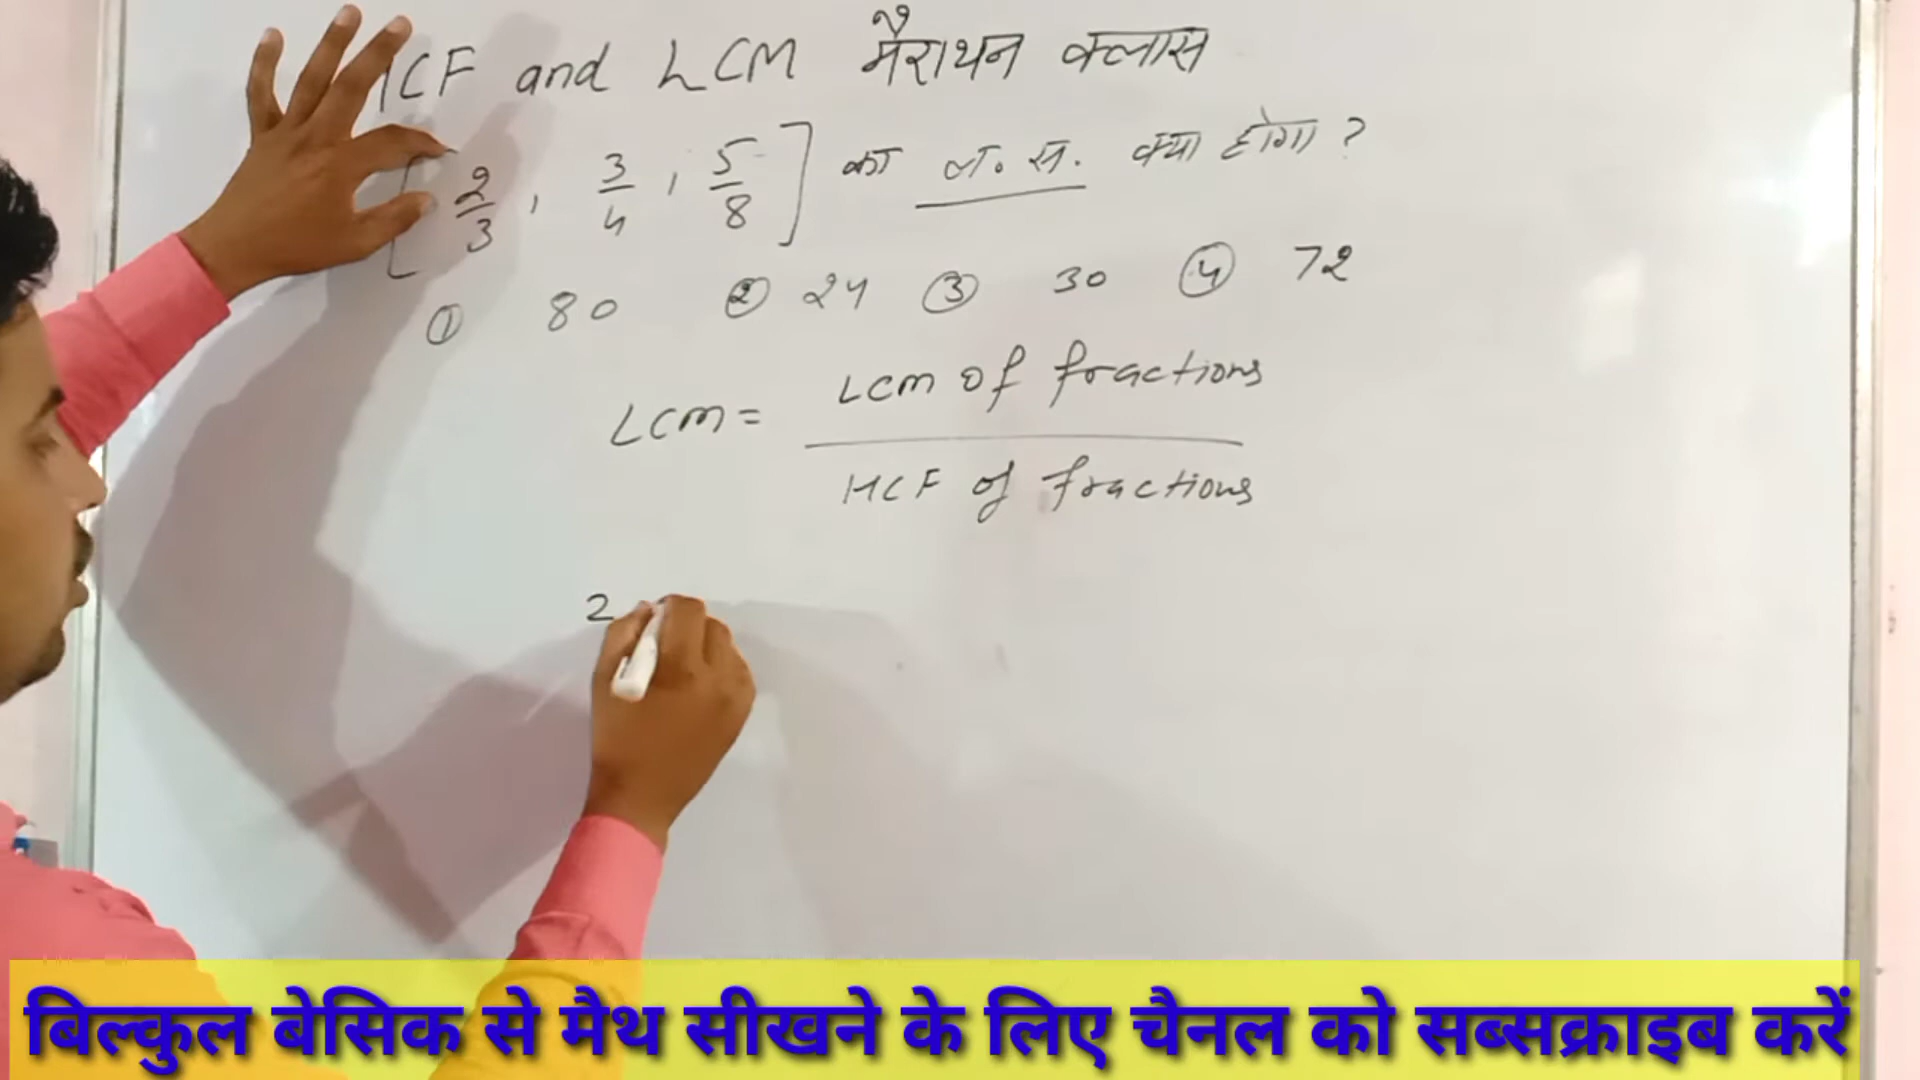 HCF and LCM मैराथन क्लास
[2/3, 3/4, 5/8] का ल.स. क्या होगा?
① 80 ② 24 ③ 30 ④ 72
LCM = LCM of fractions / HCF of fractions
2
बिल्कुल बेसिक से मैथ सीखने के लिए चैनल को सब्सक्राइब करें